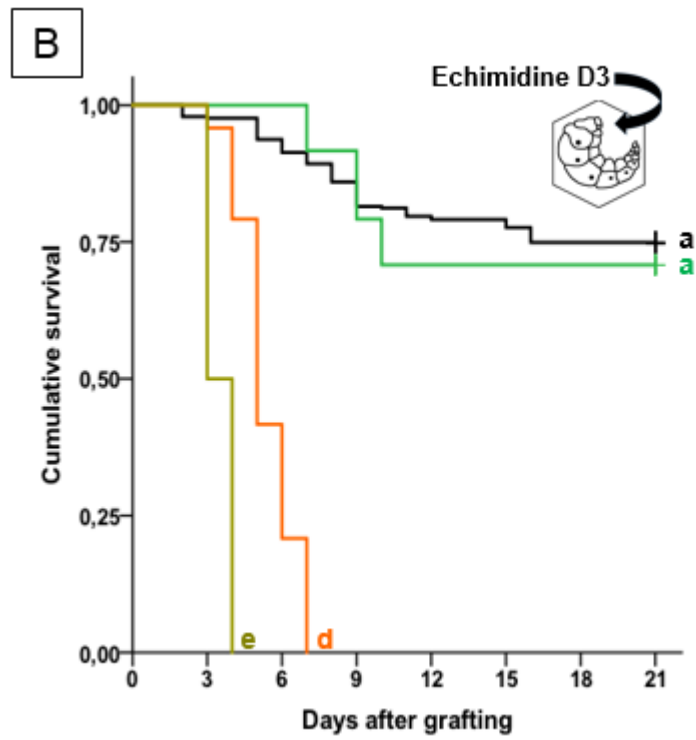 B
Echimidine D3
1,00
0,75
0,50
0,25
0,00
Cumulative survival
a
a
e
d
0 3 6 9 12 15 18 21
Days after grafting